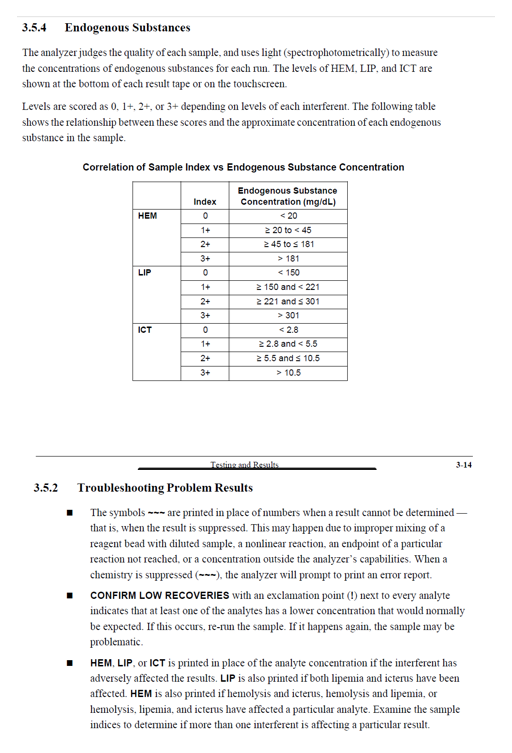 3.5.4 Endogenous Substances
The analyzer judges the quality of each sample, and uses light (spectrophotometrically) to measure
the concentrations of endogenous substances for each run. The levels of HEM, LIP, and ICT are
shown at the bottom of each result tape or on the touchscreen.
Levels are scored as 0, 1+, 2+, or 3+ depending on levels of each interferent. The following table
shows the relationship between these scores and the approximate concentration of each endogenous
substance in the sample.
Correlation of Sample Index vs Endogenous Substance Concentration
Endogenous Substance
Index Concentration (mg/dL)
HEM 0 < 20
1+ ≥ 20 to < 45
2+ ≥ 45 to ≤ 181
3+ > 181
LIP 0 < 150
1+ ≥ 150 and < 221
2+ ≥ 221 and ≤ 301
3+ > 301
ICT 0 < 2.8
1+ ≥ 2.8 and < 5.5
2+ ≥ 5.5 and ≤ 10.5
3+ > 10.5
Testing and Results 3-14
3.5.2 Troubleshooting Problem Results
■ The symbols ~~~ are printed in place of numbers when a result cannot be determined —
that is, when the result is suppressed. This may happen due to improper mixing of a
reagent bead with diluted sample, a nonlinear reaction, an endpoint of a particular
reaction not reached, or a concentration outside the analyzer's capabilities. When a
chemistry is suppressed (~~~), the analyzer will prompt to print an error report.
■ CONFIRM LOW RECOVERIES with an exclamation point (!) next to every analyte
indicates that at least one of the analytes has a lower concentration that would normally
be expected. If this occurs, re-run the sample. If it happens again, the sample may be
problematic.
■ HEM, LIP, or ICT is printed in place of the analyte concentration if the interferent has
adversely affected the results. LIP is also printed if both lipemia and icterus have been
affected. HEM is also printed if hemolysis and icterus, hemolysis and lipemia, or
hemolysis, lipemia, and icterus have affected a particular analyte. Examine the sample
indices to determine if more than one interferent is affecting a particular result.